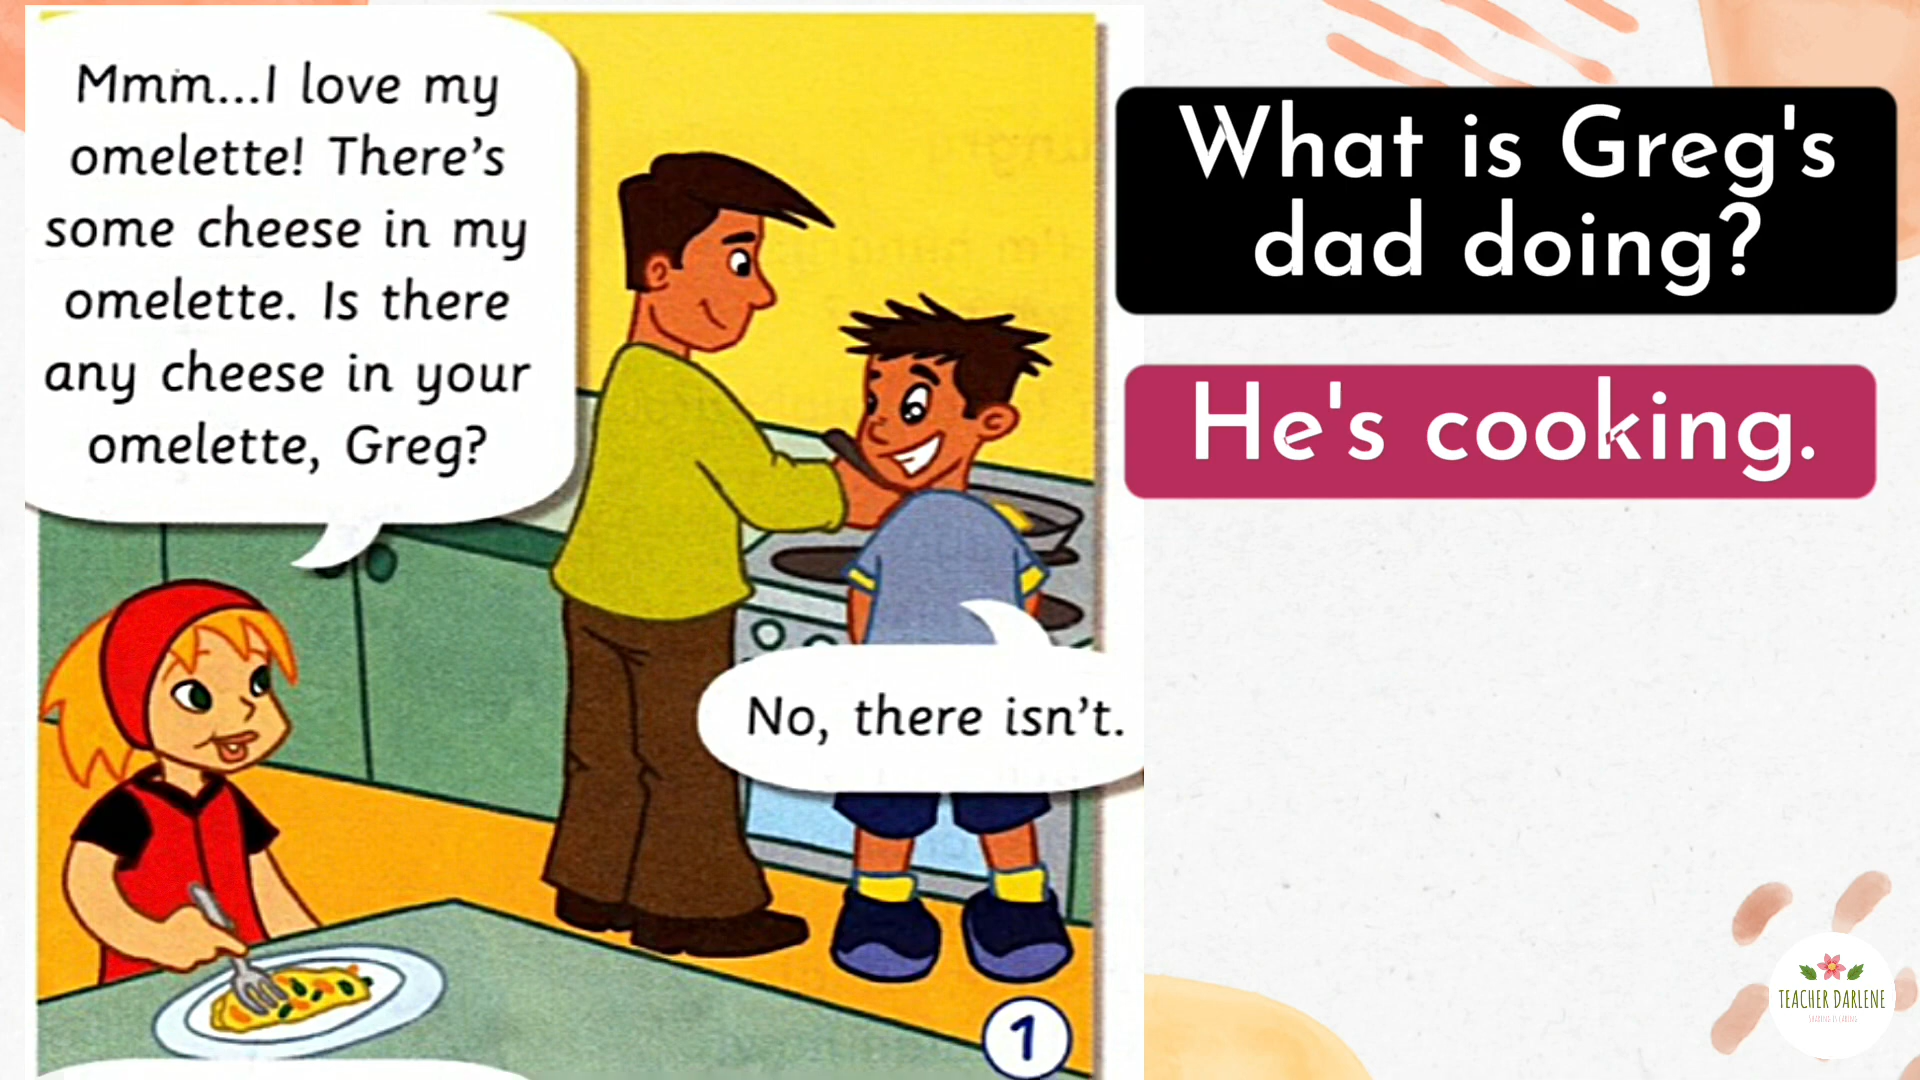 Mmm...I love my
omelette! There's
some cheese in my
omelette. Is there
any cheese in your
omelette, Greg?
No, there isn't.
1
What is Greg's
dad doing?
He's cooking.
TEACHER DARLENE